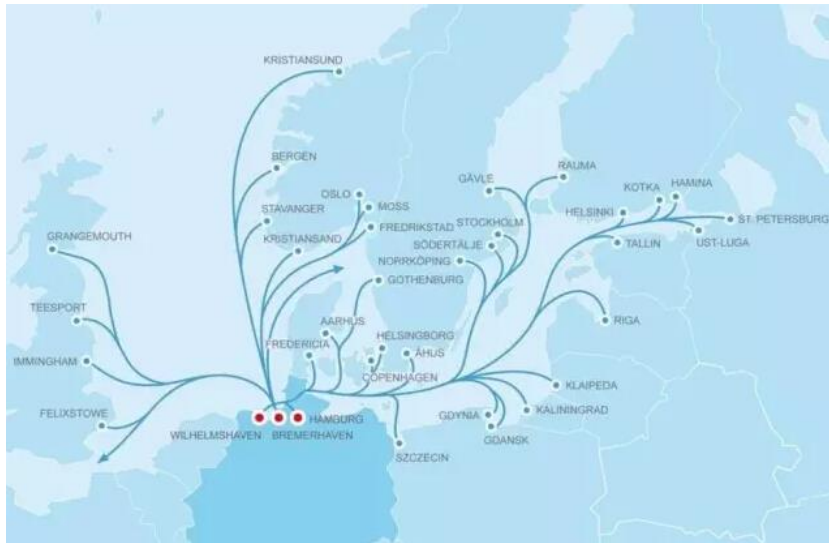 KRISTIANSUND
BERGEN
OSLO
MOSS
STAVANGER
FREDRIKSTAD
KRISTIANSAND
GRANGEMOUTH
GOTHENBURG
TEESPORT
AARHUS
HELSINGBORG
FREDERICIA
ÅHUS
IMMINGHAM
COPENHAGEN
FELIXSTOWE
HAMGURG
WILHELMSHAVEN
BREMERHAVEN
GÄVLE
RAUMA
KOTKA
HAMINA
HELSINKI
STOCKHOLM
ST. PETERSBURG
SÖDERTÄLJE
TALLIN
UST-LUGA
NORRKÖPING
RIGA
KLAIPEDA
KALININGRAD
GDYNIA
GDANSK
SZCZECIN